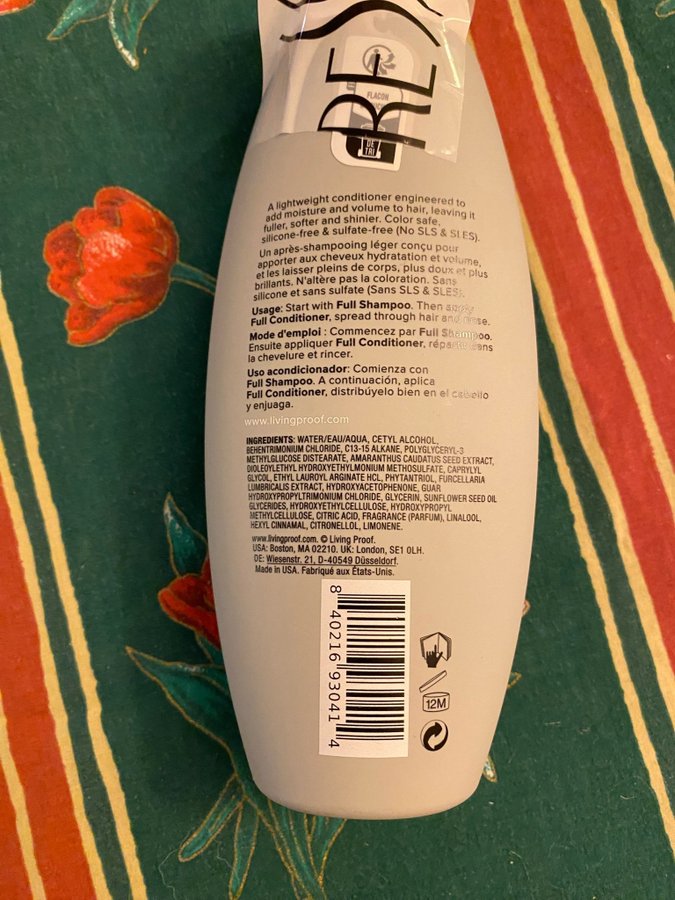 RE
FLACON
DE
TRI
A lightweight conditioner engineered to
add moisture and volume to hair, leaving it
fuller, softer and shinier. Color safe,
silicone-free & sulfate-free (No SLS & SLES).
Un après-shampooing léger conçu pour
apporter aux cheveux hydratation et volume,
et les laisser pleins de corps, plus doux et plus
brillants. N'altère pas la coloration. Sans
silicone et sans sulfate (Sans SLS & SLES).
Usage: Start with Full Shampoo. Then apply
Full Conditioner, spread through hair and rinse.
Mode d'emploi : Commencez par Full Shampoo.
Ensuite appliquer Full Conditioner, répartir dans
la chevelure et rincer.
Uso acondicionador: Comienza con
Full Shampoo. A continuación, aplica
Full Conditioner, distribúyelo bien en el cabello
y enjuaga.
www.livingproof.com
INGREDIENTS: WATER/EAU/AQUA, CETYL ALCOHOL,
BEHENTRIMONIUM CHLORIDE, C13-15 ALKANE, POLYGLYCERYL-3
METHYLGLUCOSE DISTEARATE, AMARANTHUS CAUDATUS SEED EXTRACT,
DIOLEOYLETHYL HYDROXYETHYLMONIUM METHOSULFATE, CAPRYLYL
GLYCOL, ETHYL LAUROYL ARGINATE HCL, PHYTANTRIOL, FURCELLARIA
LUMBRICALIS EXTRACT, HYDROXYACETOPHENONE, GUAR
HYDROXYPROPYLTRIMONIUM CHLORIDE, GLYCERIN, SUNFLOWER SEED OIL
GLYCERIDES, HYDROXYETHYLCELLULOSE, HYDROXYPROPYL
METHYLCELLULOSE, CITRIC ACID, FRAGRANCE (PARFUM), LINALOOL,
HEXYL CINNAMAL, CITRONELLOL, LIMONENE.
www.livingproof.com. © Living Proof.
USA: Boston, MA 02210. UK: London, SE1 0LH.
DE: Wiesenstr. 21, D-40549 Düsseldorf.
Made in USA. Fabriqué aux États-Unis.
8 40216 93041 4
12M